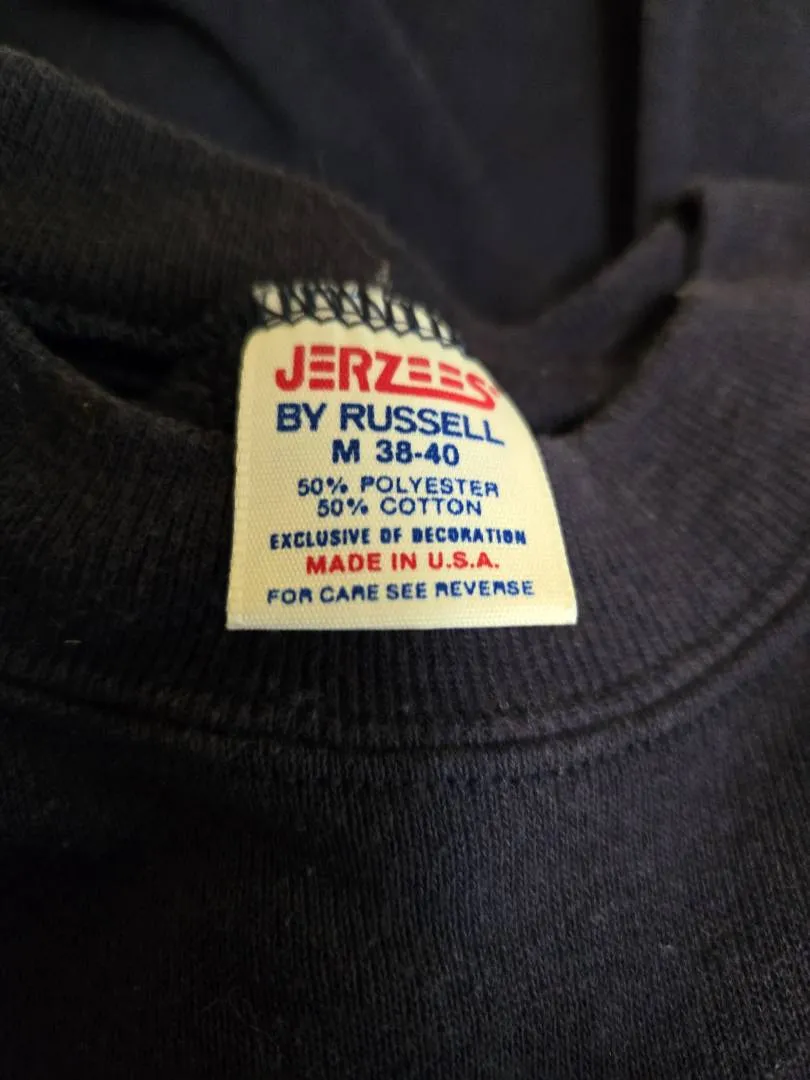 JERZEES®
BY RUSSELL
M 38-40
50% POLYESTER
50% COTTON
EXCLUSIVE OF DECORATION
MADE IN U.S.A.
FOR CARE SEE REVERSE